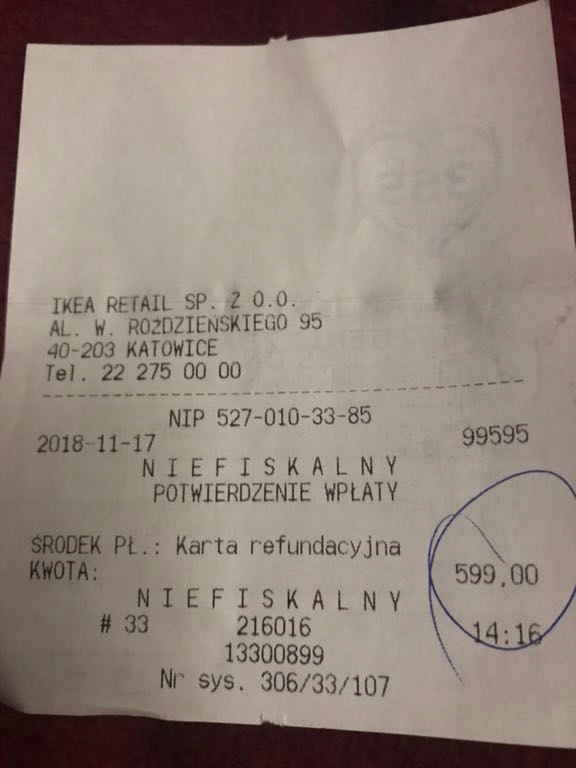 IKEA RETAIL SP. Z O.O.
AL. W. ROŹDZIEŃSKIEGO 95
40-203 KATOWICE
Tel. 22 275 00 00
NIP 527-010-33-85
2018-11-17 99595
N I E F I S K A L N Y
POTWIERDZENIE WPŁATY
ŚRODEK PŁ.: Karta refundacyjna
KWOTA: 599,00
N I E F I S K A L N Y
# 33 216016 14:16
13300899
Nr sys. 306/33/107